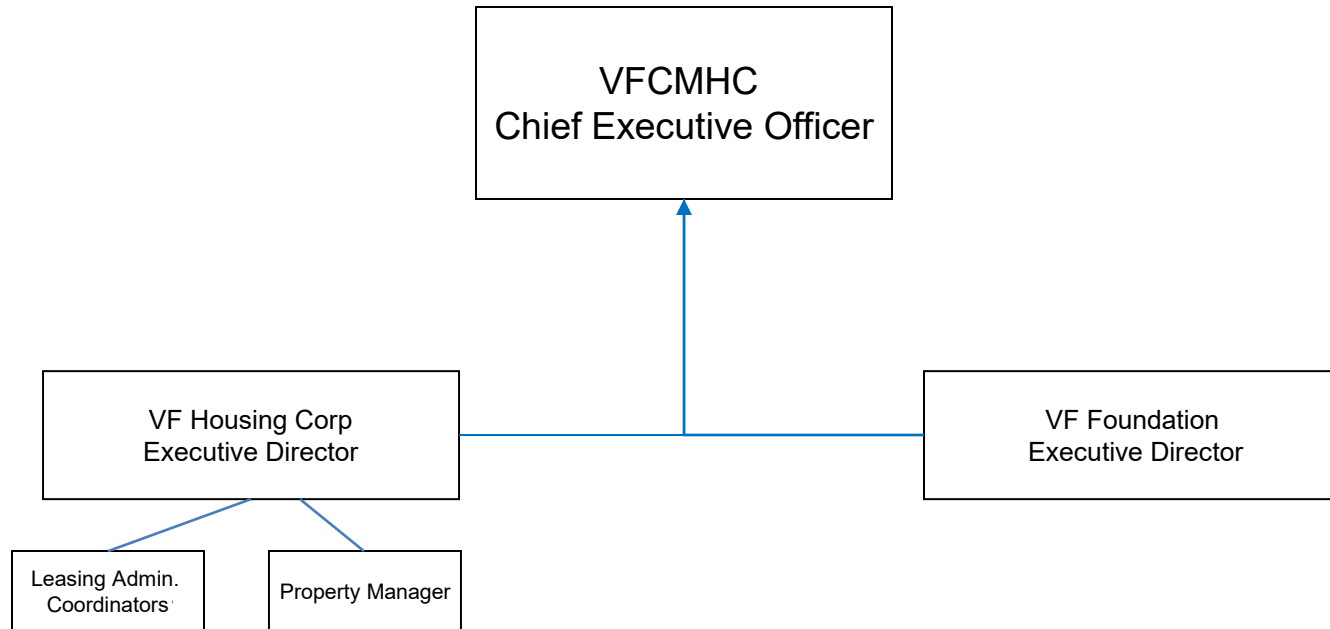 VFCMHC
Chief Executive Officer
VF Housing Corp
Executive Director
VF Foundation
Executive Director
Leasing Admin.
Coordinators
Property Manager